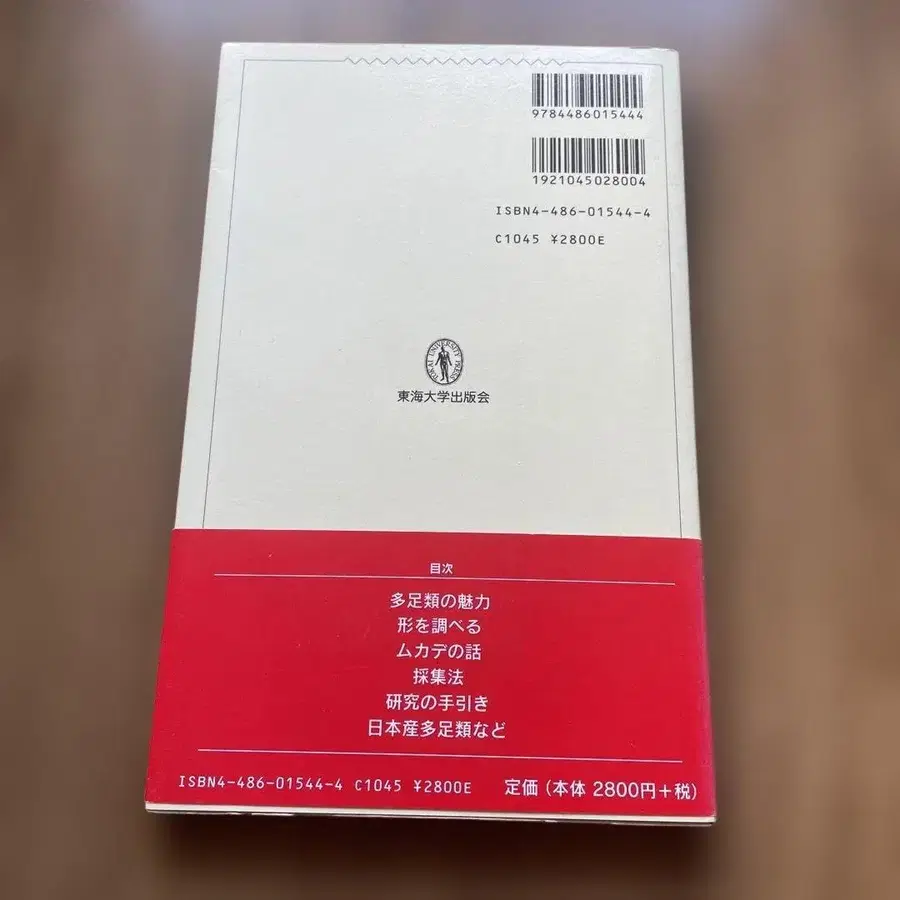 9784486015444
1921045028004
ISBN4-486-01544-4
C1045 ¥2800E
TOKAI UNIVERSITY PRESS
東海大学出版会
目次
多足類の魅力
形を調べる
ムカデの話
採集法
研究の手引き
日本産多足類など
ISBN4-486-01544-4 C1045 ¥2800E 定価(本体 2800円+税)